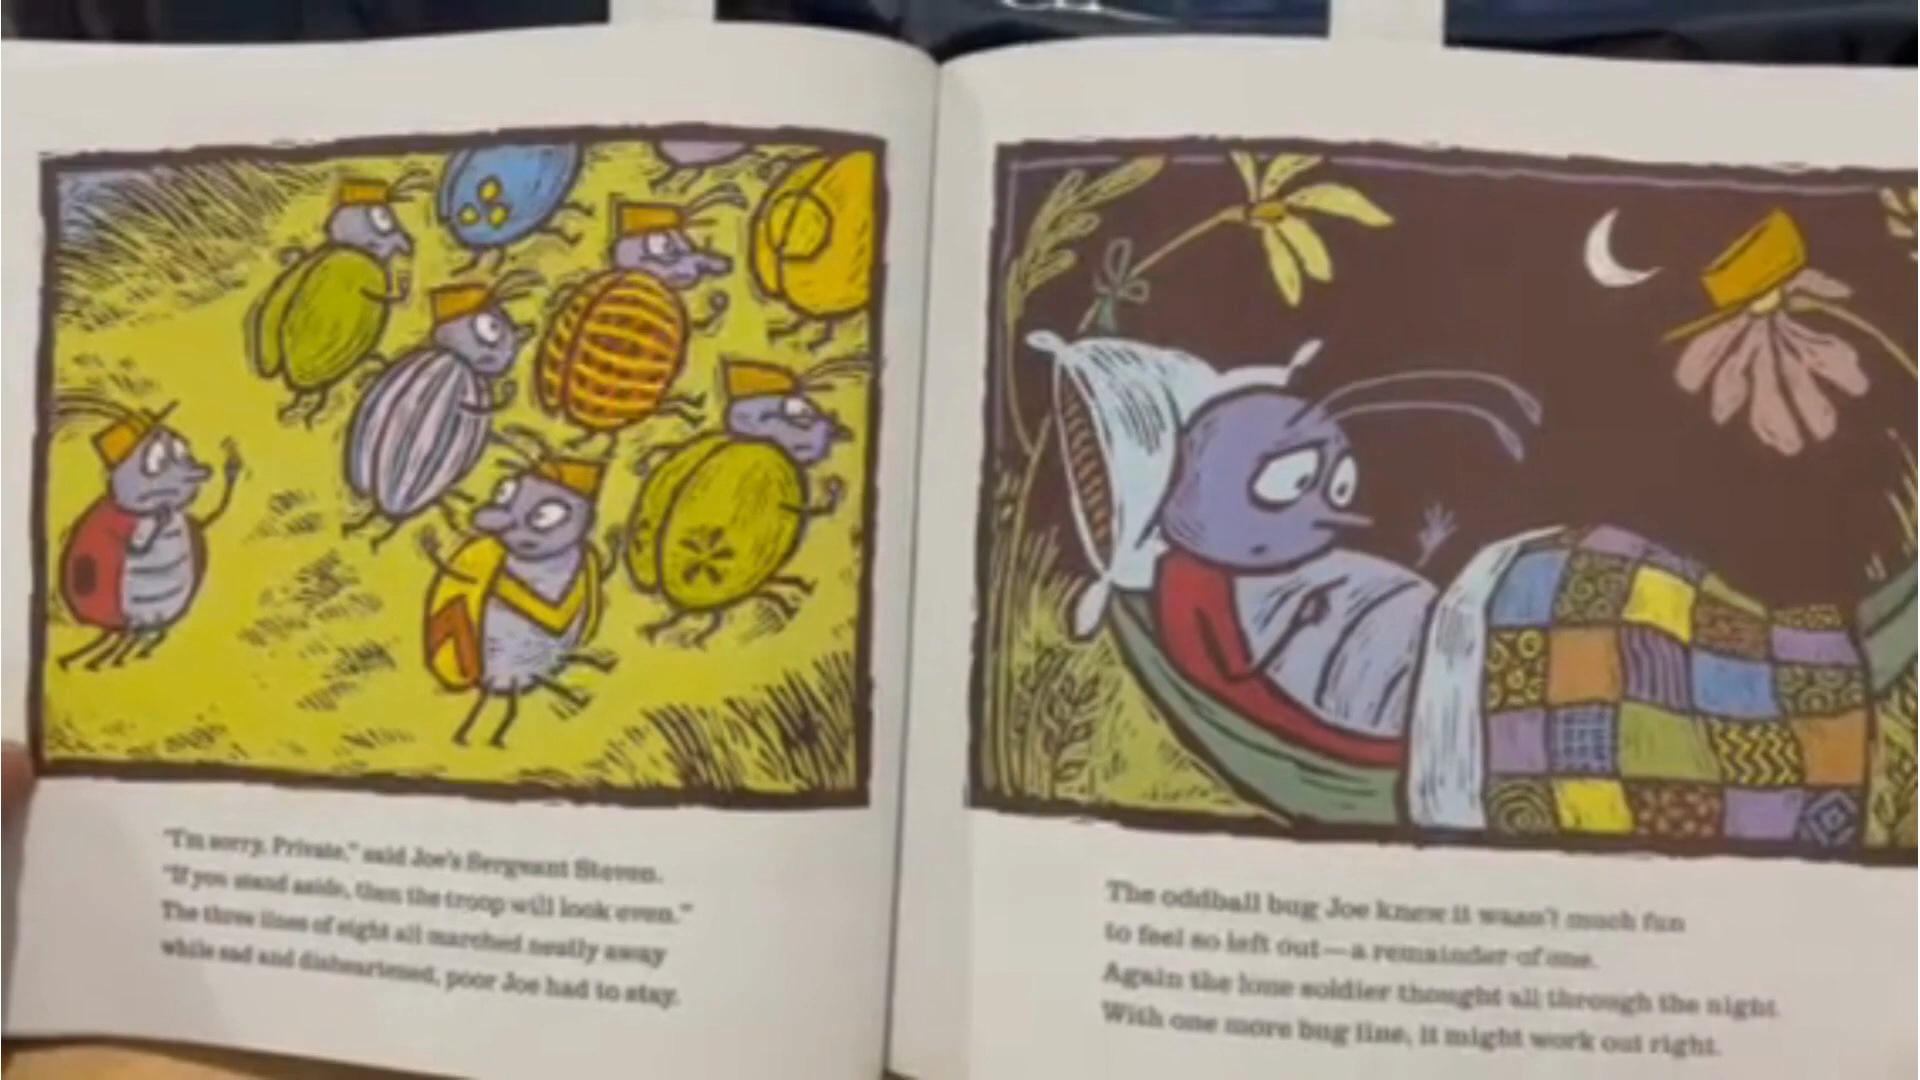 "I'm sorry, Private," said Joe's Sergeant Steven.
"If you stand aside, then the troop will look even."
The three lines of eight all marched neatly away
while sad and disheartened, poor Joe had to stay.
The oddball bug Joe knew it wasn't much fun
to feel so left out—a remainder of one.
Again the lone soldier thought all through the night.
With one more bug line, it might work out right.